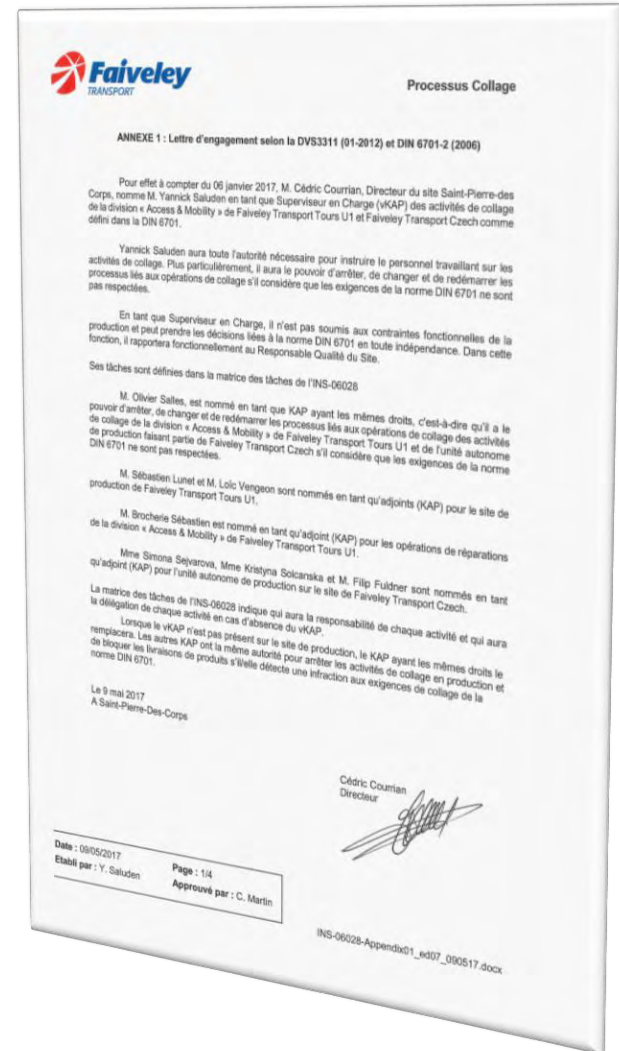 Faiveley
TRANSPORT
Processus Collage
ANNEXE 1 : Lettre d'engagement selon la DVS3311 (01-2012) et DIN 6701-2 (2006)
Pour effet à compter du 06 janvier 2017, M. Cédric Courrian, Directeur du site Saint-Pierre-des
Corps, nomme M. Yannick Saluden en tant que Superviseur en Charge (vKAP) des activités de collage
de la division « Access & Mobility » de Faiveley Transport Tours U1 et Faiveley Transport Czech comme
défini dans la DIN 6701.
Yannick Saluden aura toute l'autorité nécessaire pour instruire le personnel travaillant sur les
activités de collage. Plus particulièrement, il aura le pouvoir d'arrêter, de changer et de redémarrer les
processus liés aux opérations de collage s'il considère que les exigences de la norme DIN 6701 ne sont
pas respectées.
En tant que Superviseur en Charge, il n'est pas soumis aux contraintes fonctionnelles de la
production et peut prendre les décisions liées à la norme DIN 6701 en toute indépendance. Dans cette
fonction, il rapportera fonctionnellement au Responsable Qualité du Site.
Ses tâches sont définies dans la matrice des tâches de l'INS-06028
M. Olivier Salles, est nommé en tant que KAP ayant les mêmes droits, c'est-à-dire qu'il a le
pouvoir d'arrêter, de changer et de redémarrer les processus liés aux opérations de collage des activités
de collage de la division « Access & Mobility » de Faiveley Transport Tours U1 et de l'unité autonome
de production faisant partie de Faiveley Transport Czech s'il considère que les exigences de la norme
DIN 6701 ne sont pas respectées.
M. Sébastien Lunet et M. Loïc Vengeon sont nommés en tant qu'adjoints (KAP) pour le site de
production de Faiveley Transport Tours U1.
M. Brocherie Sébastien est nommé en tant qu'adjoint (KAP) pour les opérations de réparations
de la division « Access & Mobility » de Faiveley Transport Tours U1.
Mme Simona Sejvarova, Mme Kristyna Solcanska et M. Filip Fuldner sont nommés en tant
qu'adjoint (KAP) pour l'unité autonome de production sur le site de Faiveley Transport Czech.
La matrice des tâches de l'INS-06028 indique qui aura la responsabilité de chaque activité et qui aura
la délégation de chaque activité en cas d'absence du vKAP.
Lorsque le vKAP n'est pas présent sur le site de production, le KAP ayant les mêmes droits le
remplacera. Les autres KAP ont la même autorité pour arrêter les activités de collage en production et
de bloquer les livraisons de produits s'il/elle détecte une infraction aux exigences de collage de la
norme DIN 6701.
Le 9 mai 2017
A Saint-Pierre-Des-Corps
Cédric Courrian
Directeur
Date : 09/05/2017
Page : 1/4
Etabli par : Y. Saluden
Approuvé par : C. Martin
INS-06028-Appendix01_ed07_090517.docx